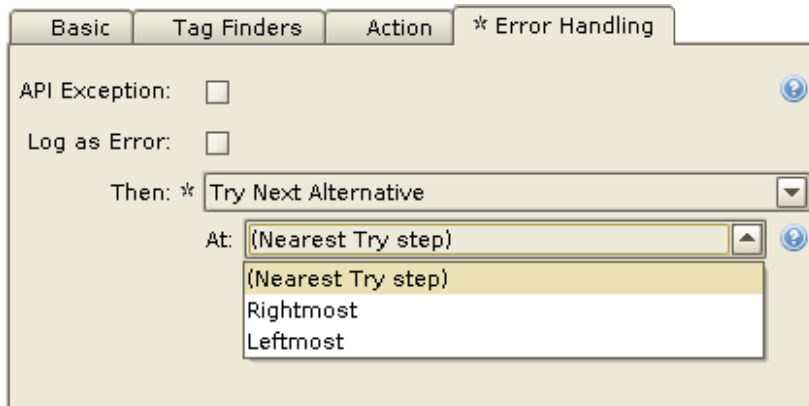 Basic Tag Finders Action * Error Handling
API Exception:
Log as Error:
Then: * Try Next Alternative
At: (Nearest Try step)
(Nearest Try step)
Rightmost
Leftmost